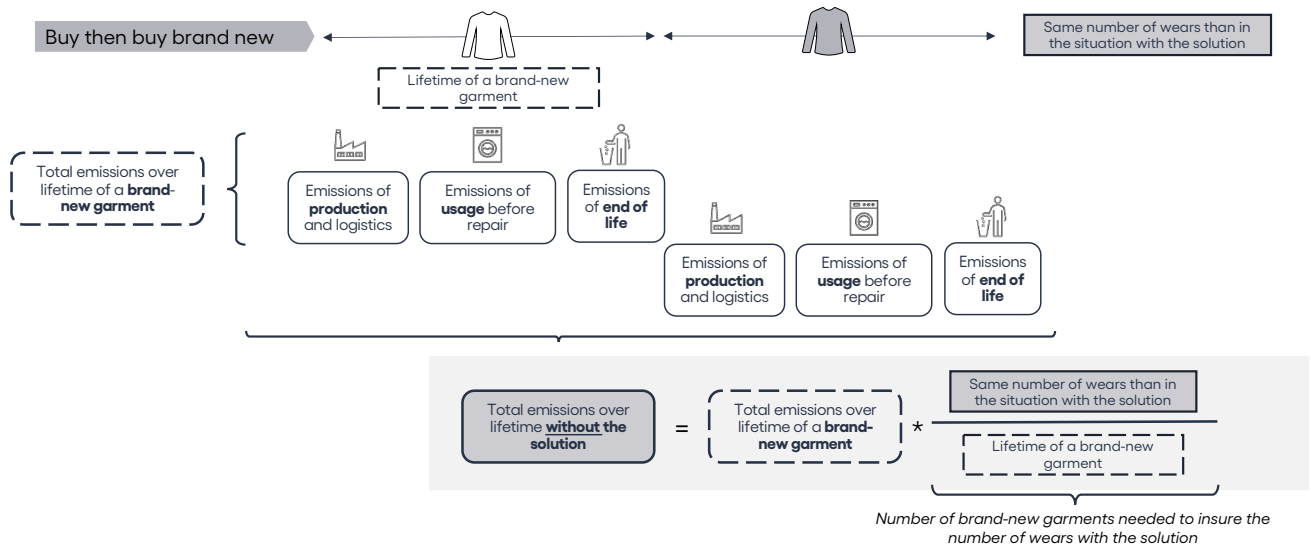 Buy then buy brand new
Same number of wears than in
the situation with the solution
Lifetime of a brand-new
garment
Total emissions over
lifetime of a brand-
new garment
Emissions of
production
and logistics
Emissions of
usage before
repair
Emissions
of end of
life
Emissions of
production
and logistics
Emissions of
usage before
repair
Emissions
of end of
life
Total emissions over
lifetime without the
solution
=
Total emissions over
lifetime of a brand-
new garment
*
Same number of wears than in
the situation with the solution
Lifetime of a brand-new
garment
Number of brand-new garments needed to insure the
number of wears with the solution